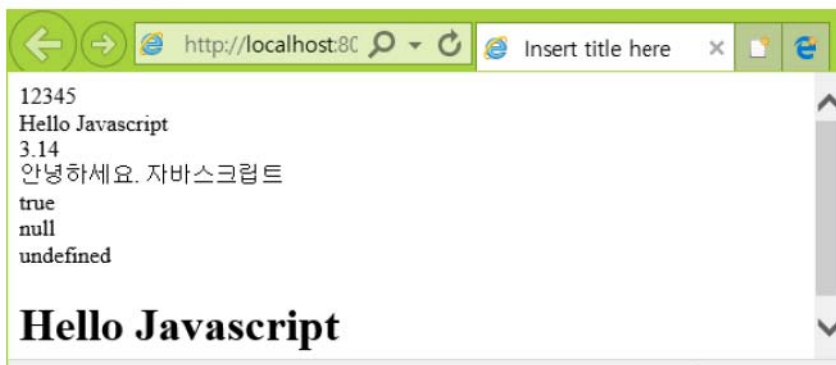 http://localhost:80
Insert title here
12345
Hello Javascript
3.14
안녕하세요. 자바스크립트
true
null
undefined
Hello Javascript